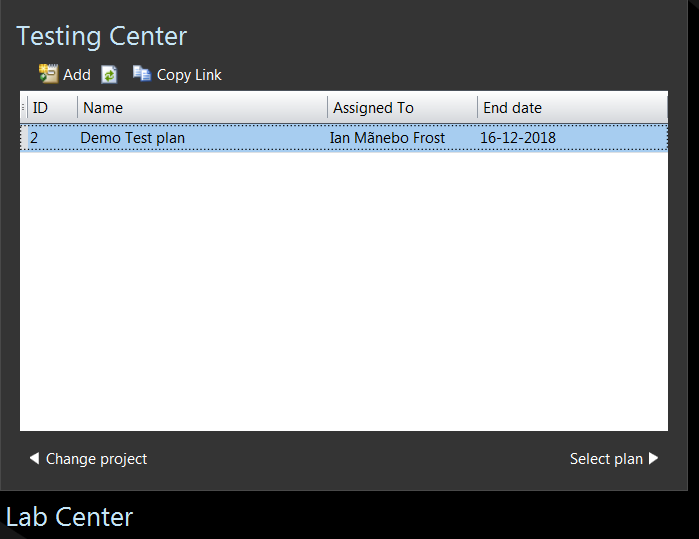 Testing Center
Add Copy Link
ID Name Assigned To End date
2 Demo Test plan Ian Mãnebo Frost 16-12-2018
Change project Select plan
Lab Center